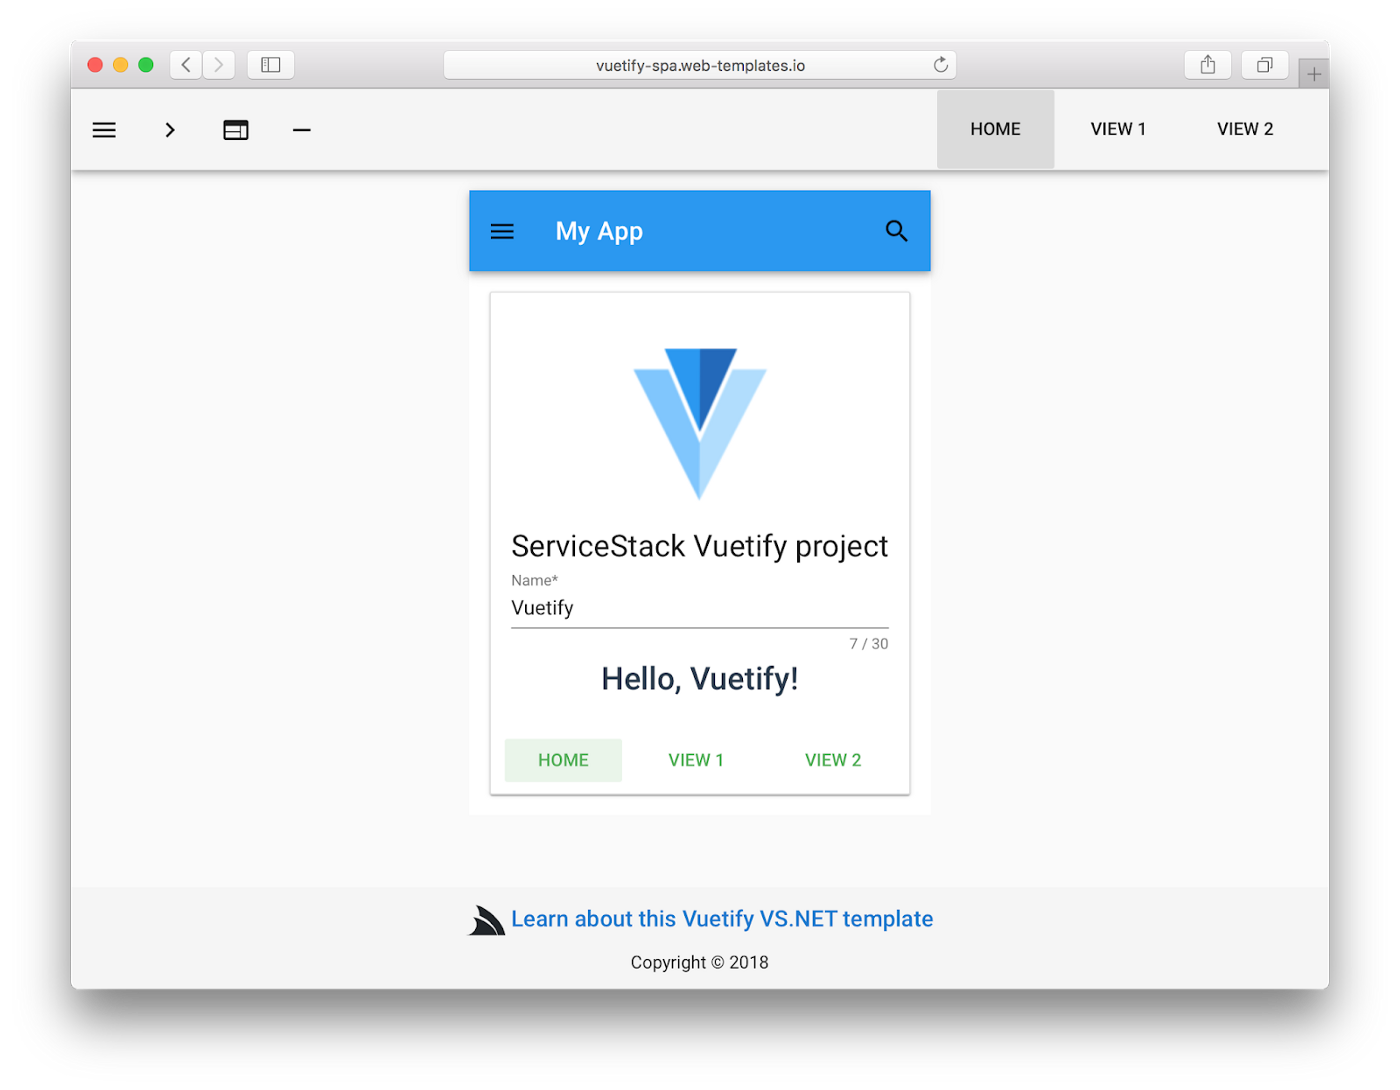 vuetify-spa.web-templates.io
HOME VIEW 1 VIEW 2
My App
ServiceStack Vuetify project
Name*
Vuetify
7 / 30
Hello, Vuetify!
HOME VIEW 1 VIEW 2
Learn about this Vuetify VS.NET template
Copyright © 2018